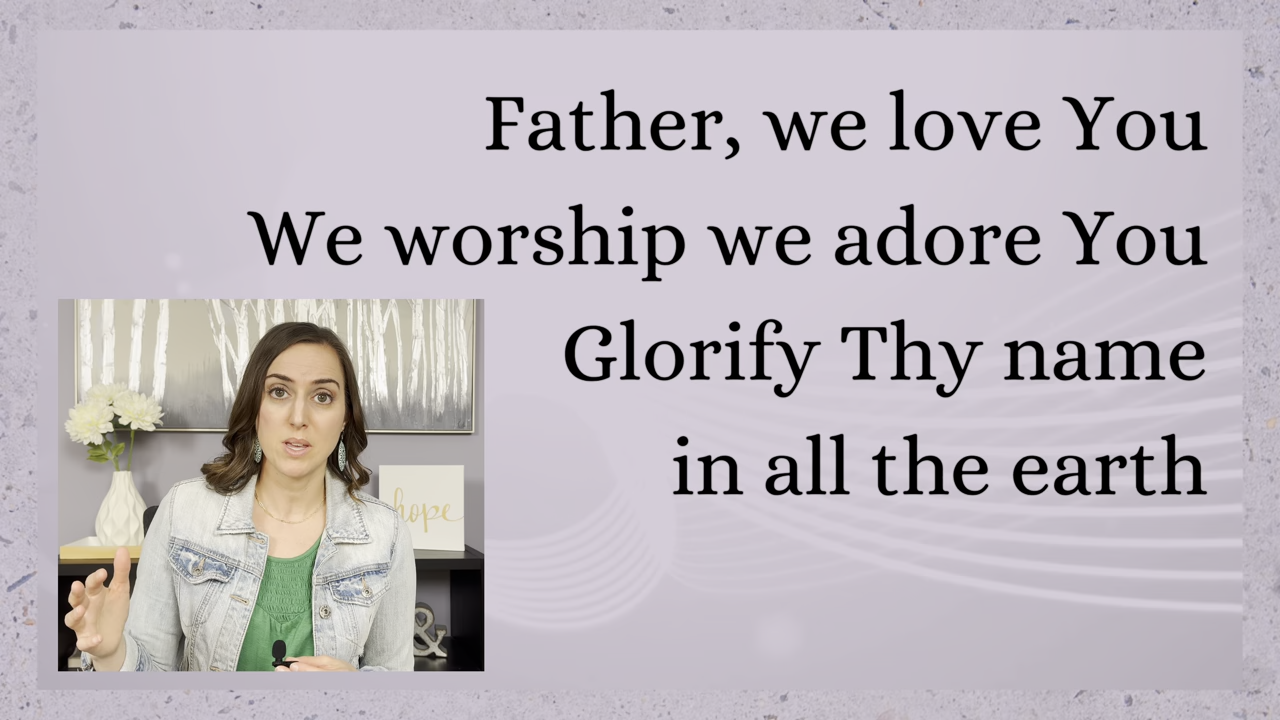 Father, we love You
We worship we adore You
Glorify Thy name
in all the earth
hope
&